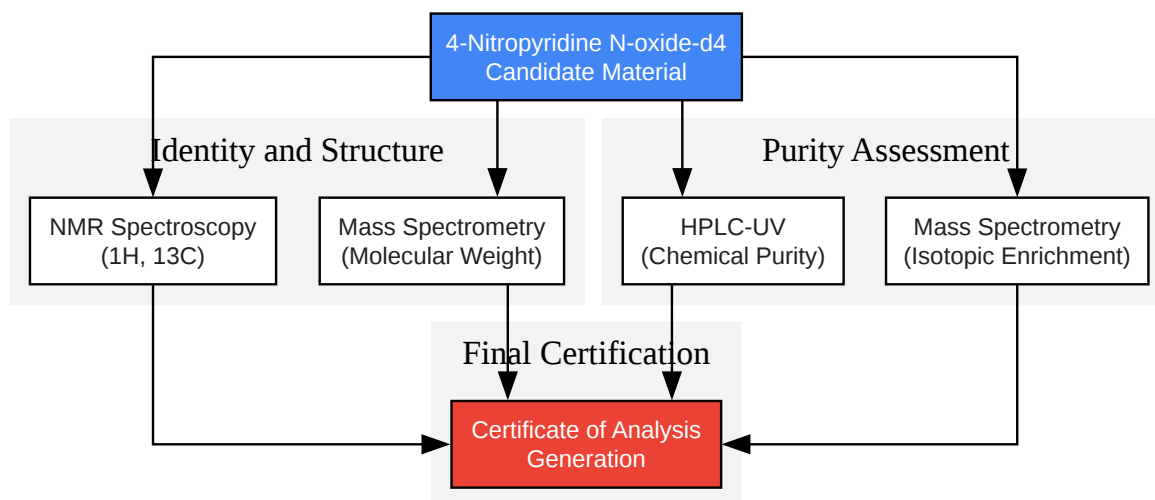 4-Nitropyridine N-oxide-d4
Candidate Material
Identity and Structure
Purity Assessment
NMR Spectroscopy
(1H, 13C)
Mass Spectrometry
(Molecular Weight)
HPLC-UV
(Chemical Purity)
Mass Spectrometry
(Isotopic Enrichment)
Final Certification
Certificate of Analysis
Generation